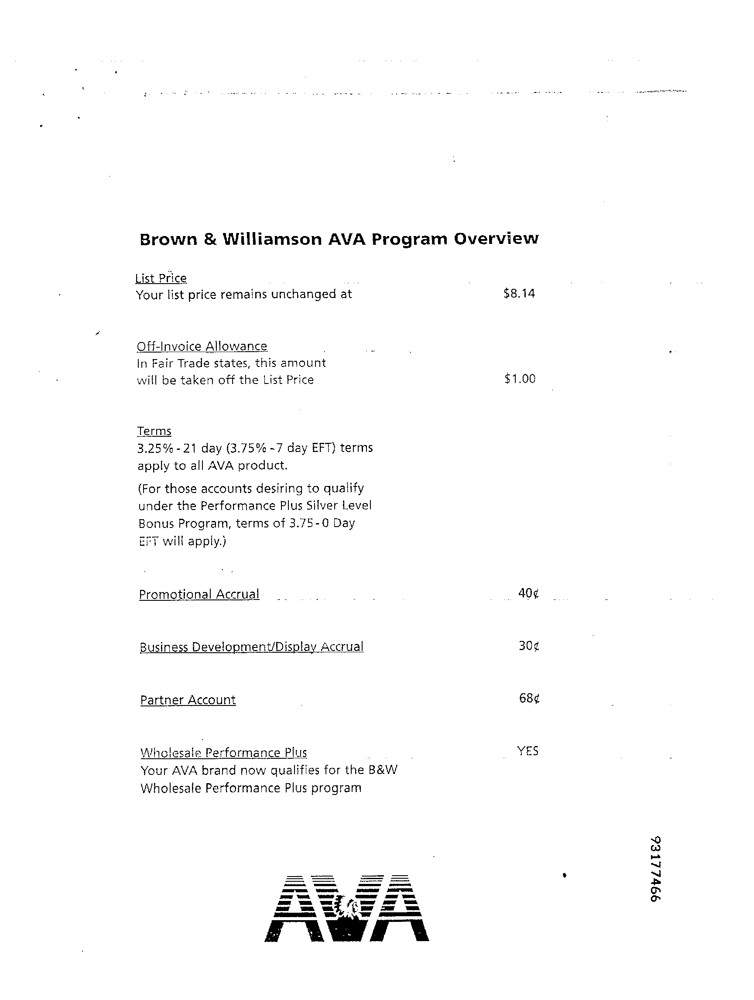 Brown & Williamson AVA Program Overview
List Price
Your list price remains unchanged at $8.14
Off-Invoice Allowance
In Fair Trade states, this amount
will be taken off the List Price $1.00
Terms
3.25% - 21 day (3.75% - 7 day EFT) terms
apply to all AVA product.
(For those accounts desiring to qualify
under the Performance Plus Silver Level
Bonus Program, terms of 3.75 - 0 Day
EFT will apply.)
Promotional Accrual 40¢
Business Development/Display Accrual 30¢
Partner Account 68¢
Wholesale Performance Plus YES
Your AVA brand now qualifies for the B&W
Wholesale Performance Plus program
93177466
AVA